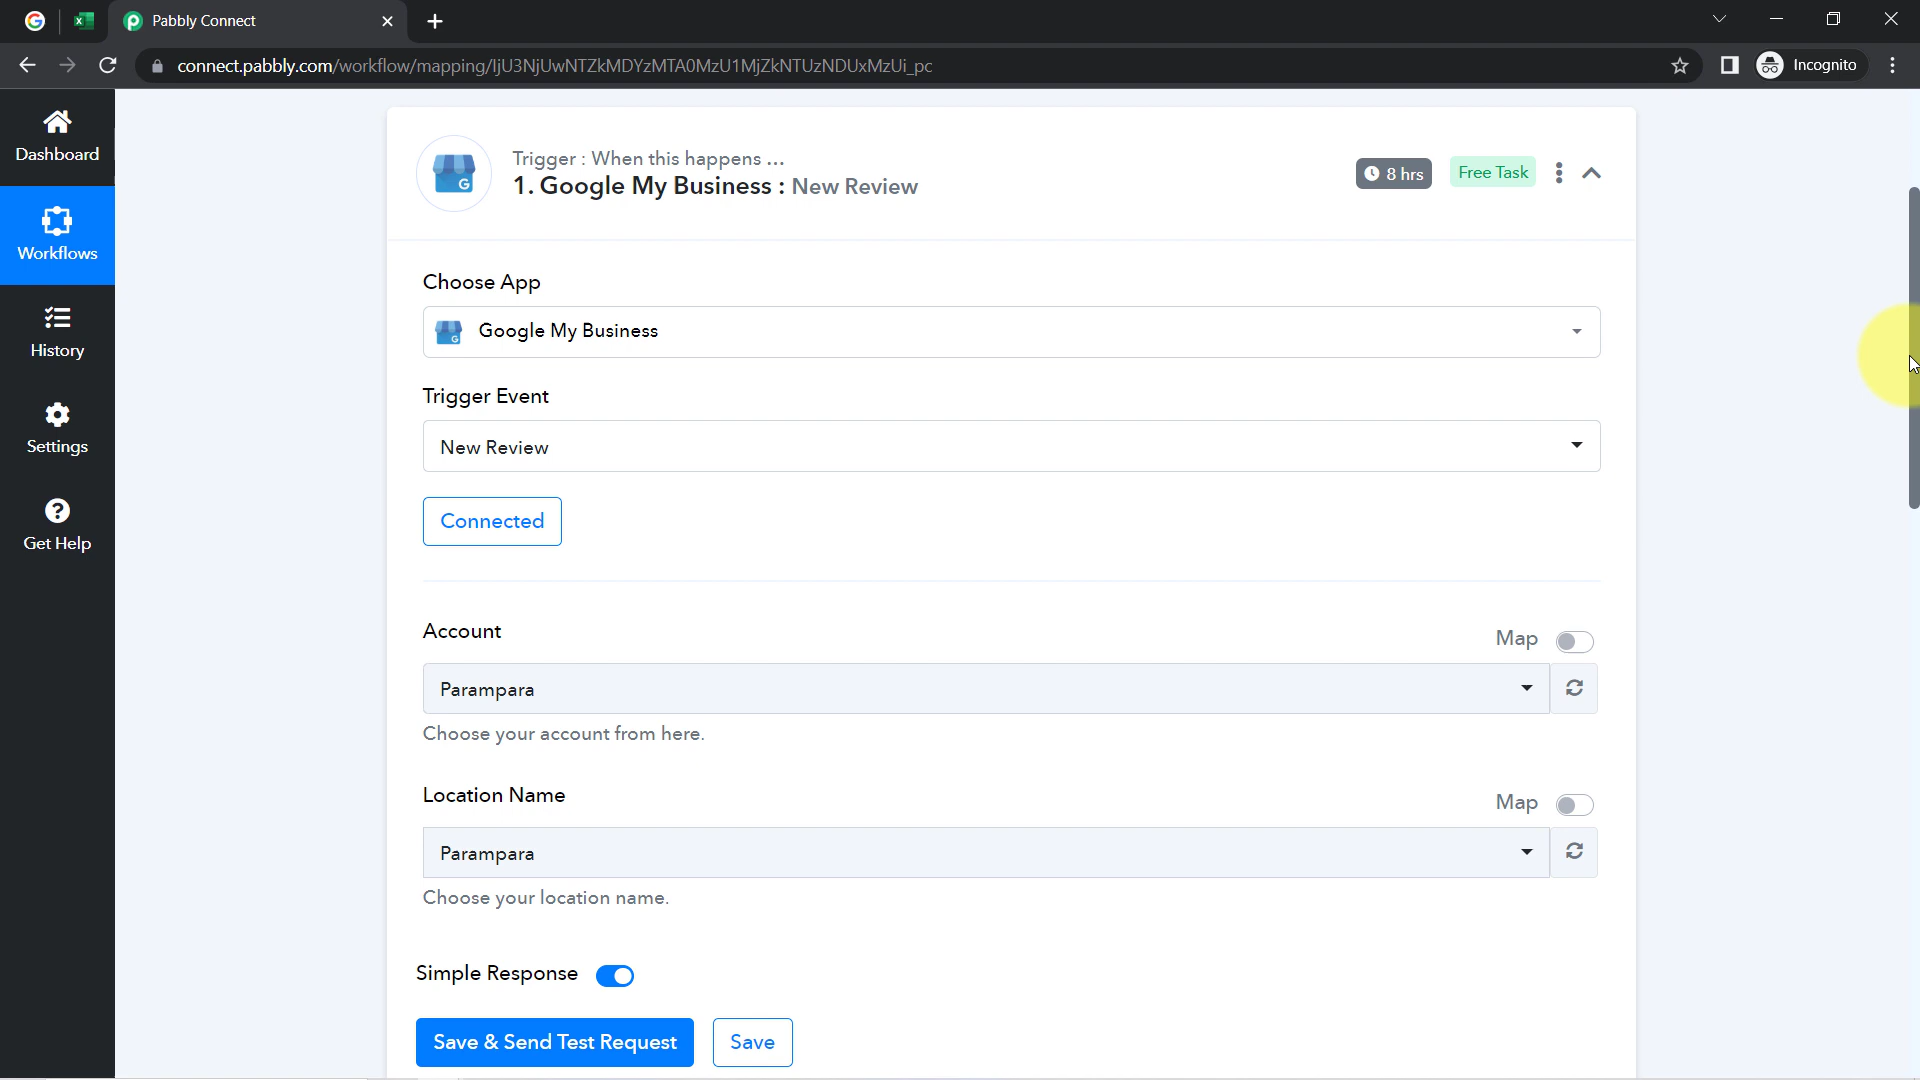 Pabbly Connect
connect.pabbly.com/workflow/mapping/IjU3NjUwNTZkMDYzMTA0MzU1MjZkNTUzNDUxMzUi_pc
Incognito
Dashboard
Workflows
History
Settings
Get Help
Trigger : When this happens ...
1. Google My Business : New Review
8 hrs
Free Task
Choose App
Google My Business
Trigger Event
New Review
Connected
Account
Map
Parampara
Choose your account from here.
Location Name
Map
Parampara
Choose your location name.
Simple Response
Save & Send Test Request
Save